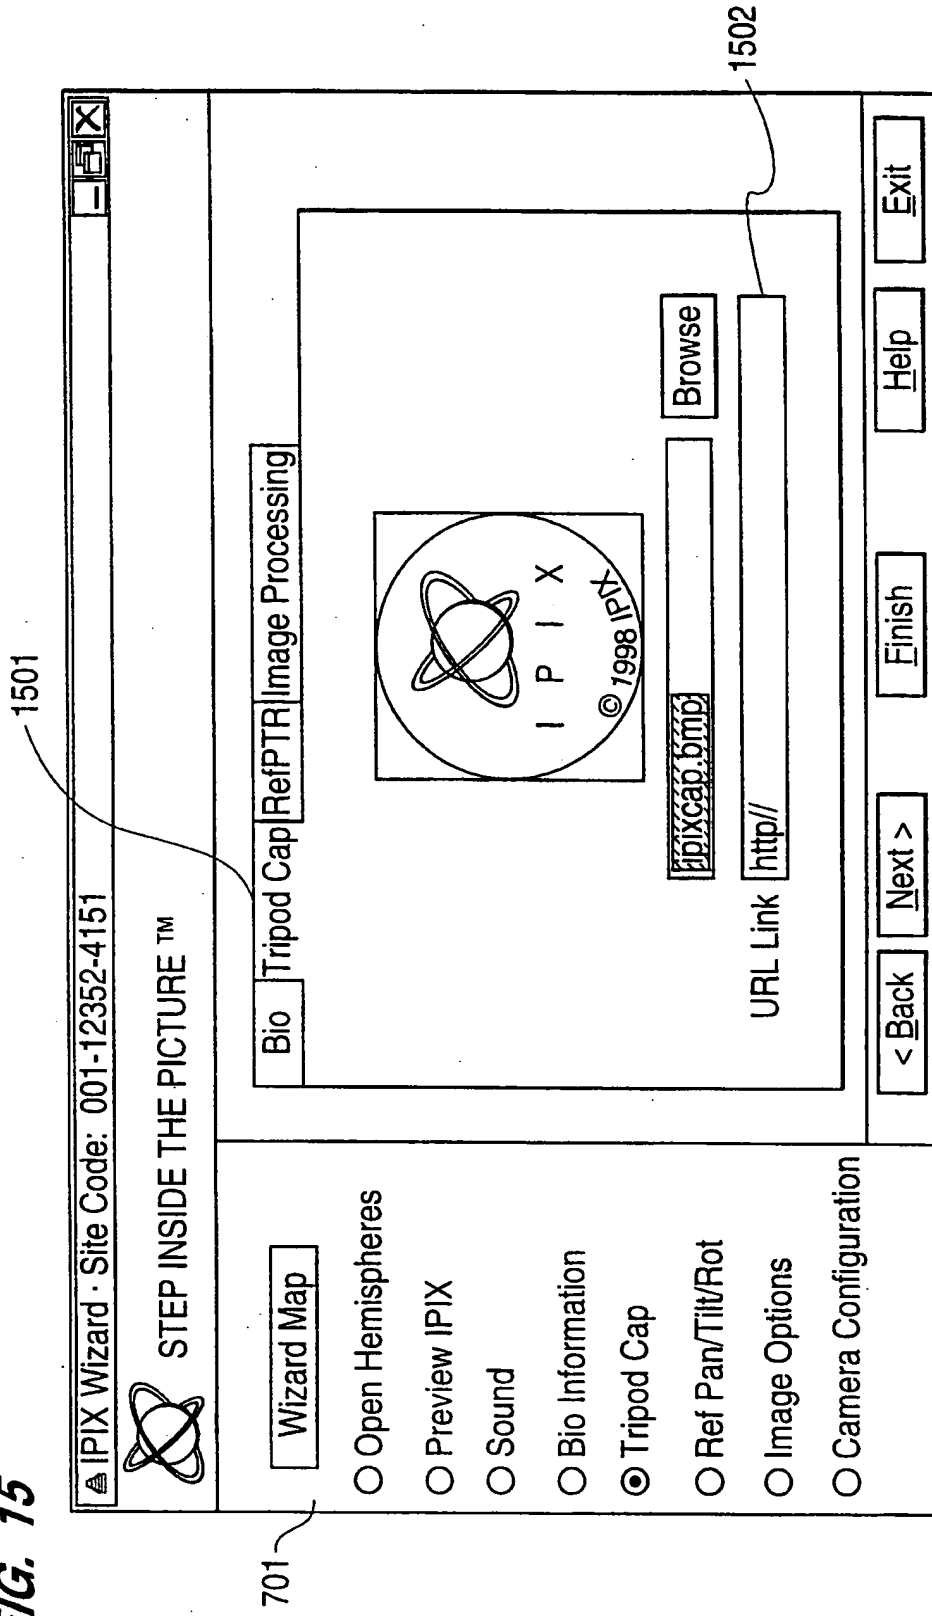 FIG. 15
1501
IPIX Wizard · Site Code: 001-12352-4151
STEP INSIDE THE PICTURE ™
701
Wizard Map
Open Hemispheres
Preview IPIX
Sound
Bio Information
Tripod Cap
Ref Pan/Tilt/Rot
Image Options
Camera Configuration
Bio
Tripod Cap
RefPTR
Image Processing
I P I X
© 1998 IPIX
ipixcap.bmp
Browse
URL Link http//
1502
< Back
Next >
Finish
Help
Exit